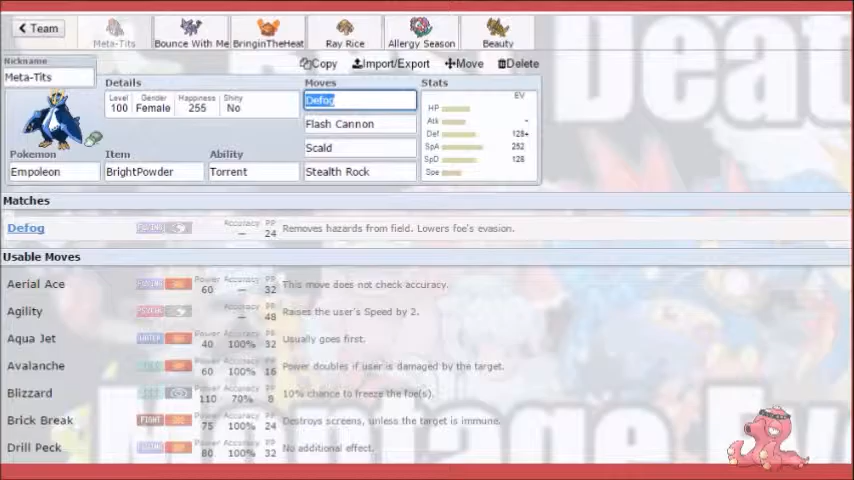 Team
Meta-Tits
Bounce With Me
BringinTheHeat
Ray Rice
Allergy Season
Beauty
Copy Import/Export Move Delete
Nickname
Meta-Tits
Details
Level Gender Happiness Shiny
100 Female 255 No
Pokemon Item Ability
Empoleon BrightPowder Torrent
Moves
Defog
Flash Cannon
Scald
Stealth Rock
Stats
EV
HP
Atk -
Def 128+
SpA 252
SpD 128
Spe
Matches
Defog FLYING Accuracy — PP 24 Removes hazards from field. Lowers foe's evasion.
Usable Moves
Aerial Ace FLYING Power 60 Accuracy — PP 32 This move does not check accuracy.
Agility PSYCHC Accuracy — PP 48 Raises the user's Speed by 2.
Aqua Jet WATER Power 40 Accuracy 100% PP 32 Usually goes first.
Avalanche ICE Power 60 Accuracy 100% PP 16 Power doubles if user is damaged by the target.
Blizzard ICE Power 110 Accuracy 70% PP 8 10% chance to freeze the foe(s).
Brick Break FIGHT Power 75 Accuracy 100% PP 24 Destroys screens, unless the target is immune.
Drill Peck FLYING Power 80 Accuracy 100% PP 32 No additional effect.